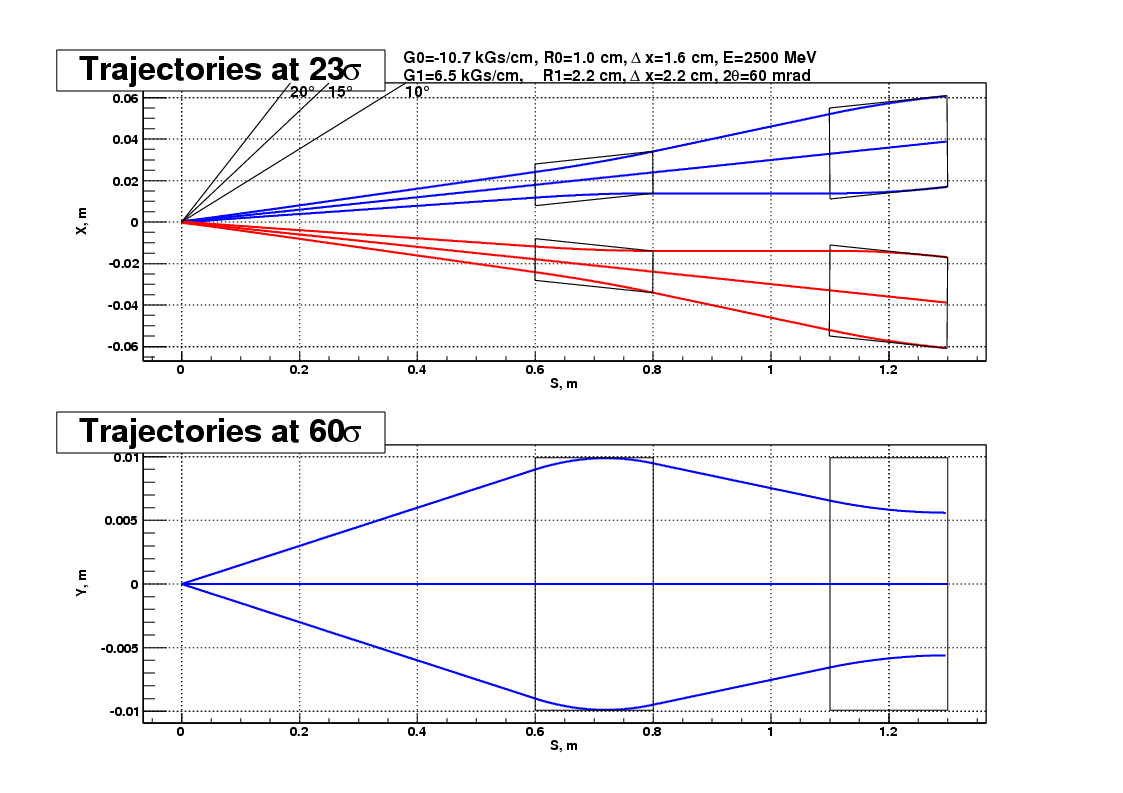 Trajectories at 23σ
G0=-10.7 kGs/cm, R0=1.0 cm, Δ x=1.6 cm, E=2500 MeV
G1=6.5 kGs/cm, R1=2.2 cm, Δ x=2.2 cm, 2θ=60 mrad
20° 15° 10°
0.06
0.04
0.02
0
-0.02
-0.04
-0.06
X, m
0 0.2 0.4 0.6 0.8 1 1.2
S, m
Trajectories at 60σ
0.01
0.005
0
-0.005
-0.01
Y, m
0 0.2 0.4 0.6 0.8 1 1.2
S, m